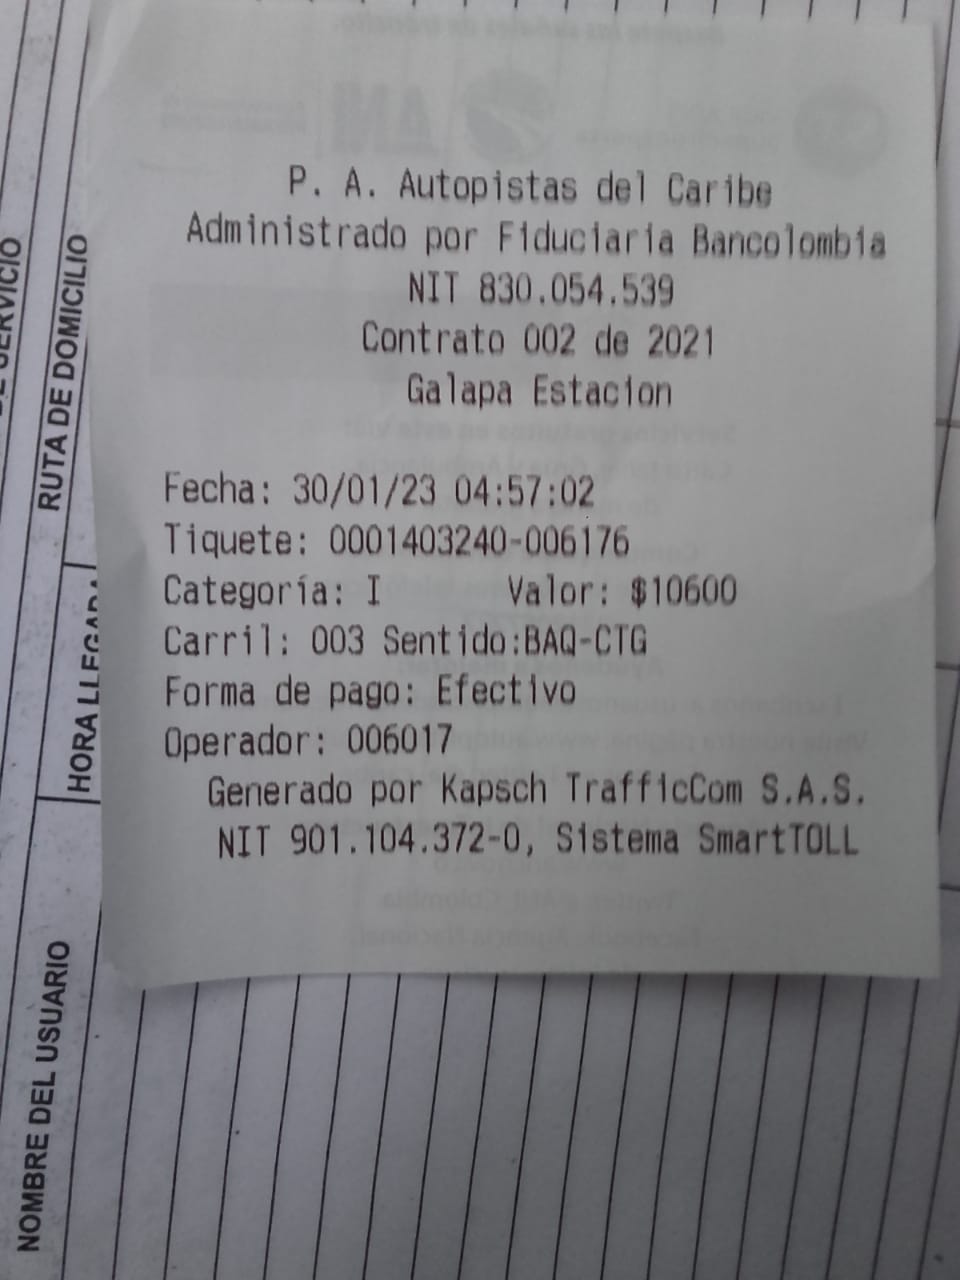 P. A. Autopistas del Caribe
Administrado por Fiduciaria Bancolombia
NIT 830.054.539
Contrato 002 de 2021
Galapa Estacion
Fecha: 30/01/23 04:57:02
Tiquete: 0001403240-006176
Categoría: I Valor: $10600
Carril: 003 Sentido:BAQ-CTG
Forma de pago: Efectivo
Operador: 006017
Generado por Kapsch TrafficCom S.A.S.
NIT 901.104.372-0, Sistema SmartTOLL
RUTA DE DOMICILIO
HORA LLEGADA
NOMBRE DEL USUARIO